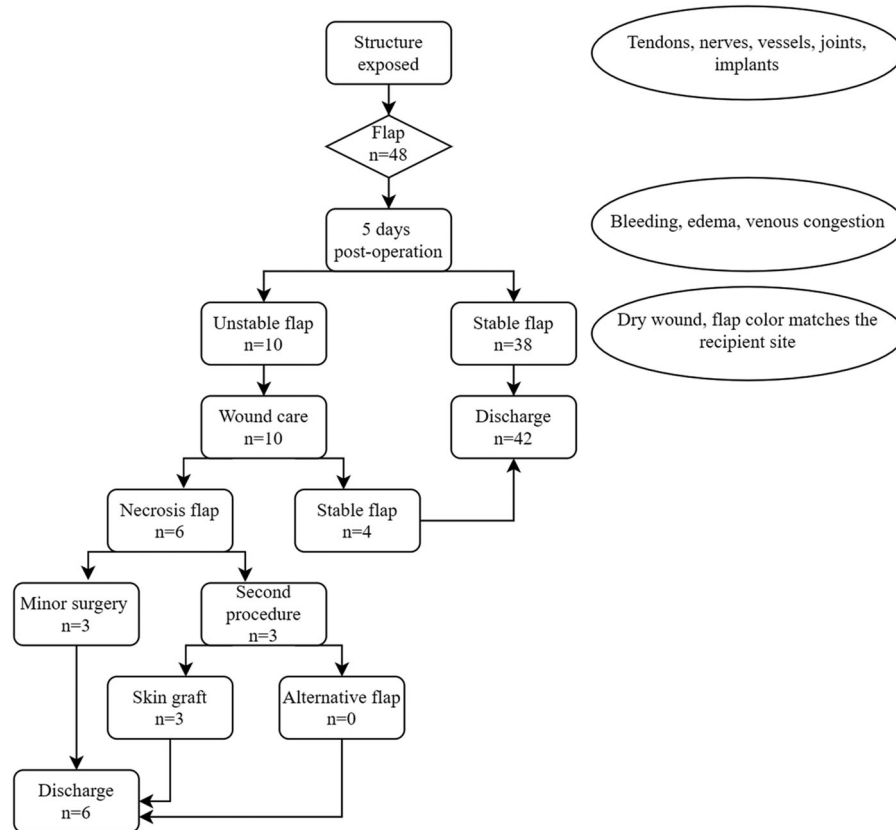 Structure
exposed
Tendons, nerves, vessels, joints,
implants
Flap
n=48
5 days
post-operation
Bleeding, edema, venous congestion
Unstable flap
n=10
Stable flap
n=38
Dry wound, flap color matches the
recipient site
Wound care
n=10
Discharge
n=42
Necrosis flap
n=6
Stable flap
n=4
Minor surgery
n=3
Second
procedure
n=3
Skin graft
n=3
Alternative flap
n=0
Discharge
n=6